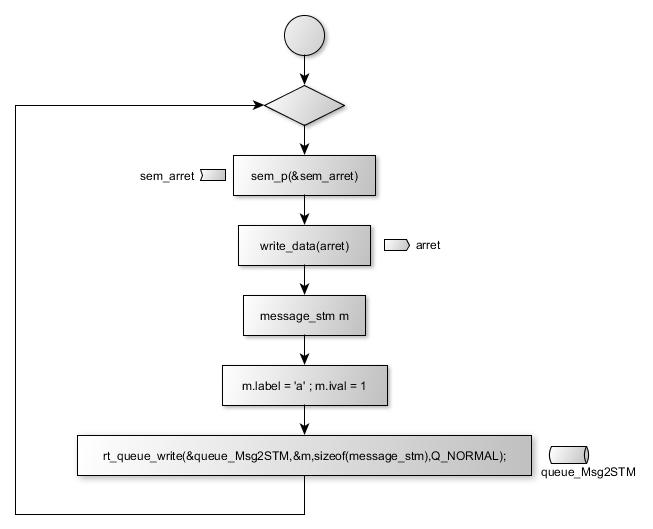 sem_arret
sem_p(&sem_arret)
write_data(arret)
arret
message_stm m
m.label = 'a' ; m.ival = 1
rt_queue_write(&queue_Msg2STM,&m,sizeof(message_stm),Q_NORMAL);
queue_Msg2STM